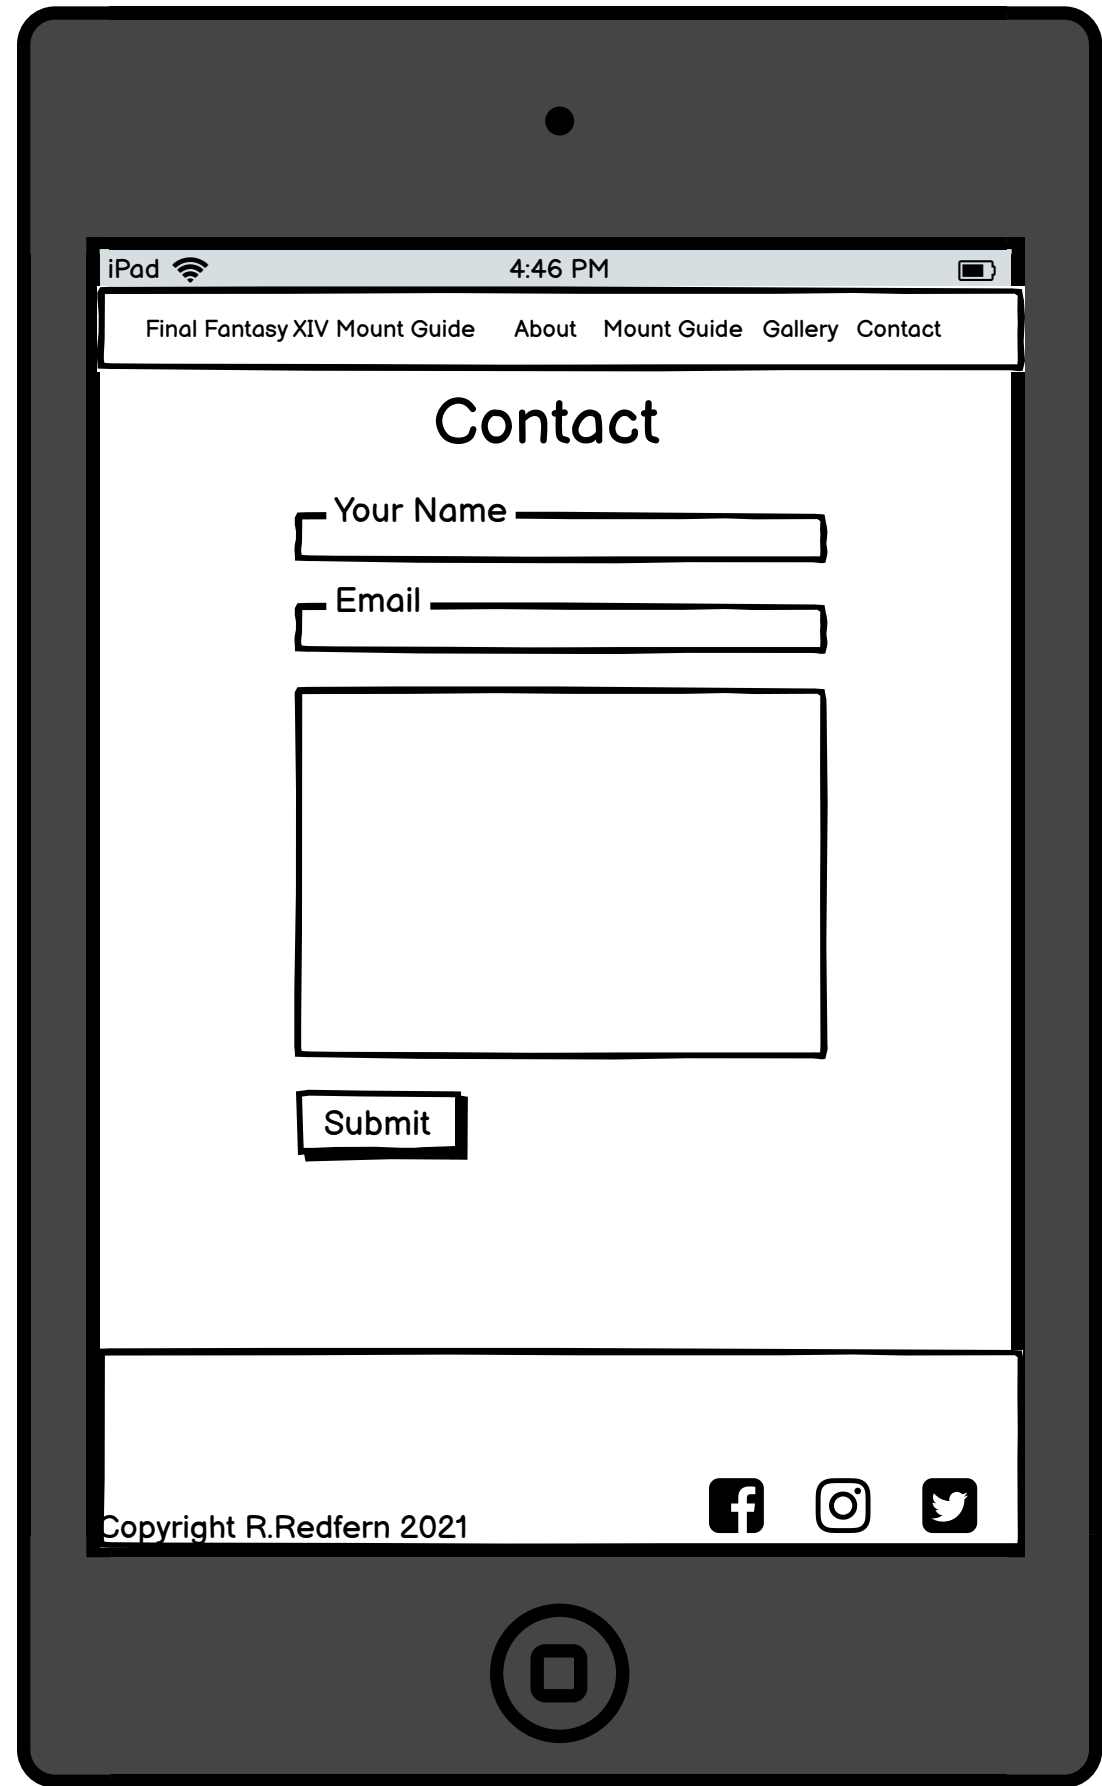 iPad 4:46 PM
Final Fantasy XIV Mount Guide About Mount Guide Gallery Contact
Contact
Your Name
Email
Submit
Copyright R.Redfern 2021